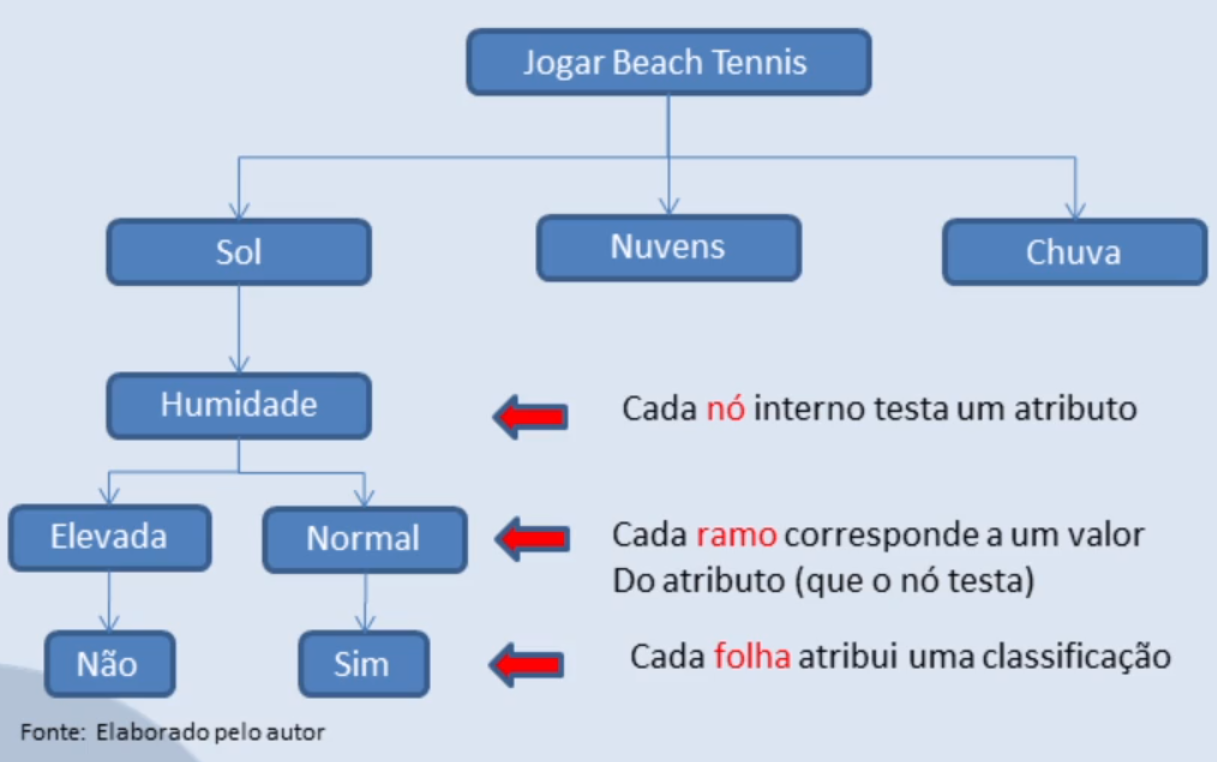 Jogar Beach Tennis
Sol
Nuvens
Chuva
Humidade
Cada nó interno testa um atributo
Elevada
Normal
Cada ramo corresponde a um valor
Do atributo (que o nó testa)
Não
Sim
Cada folha atribui uma classificação
Fonte: Elaborado pelo autor